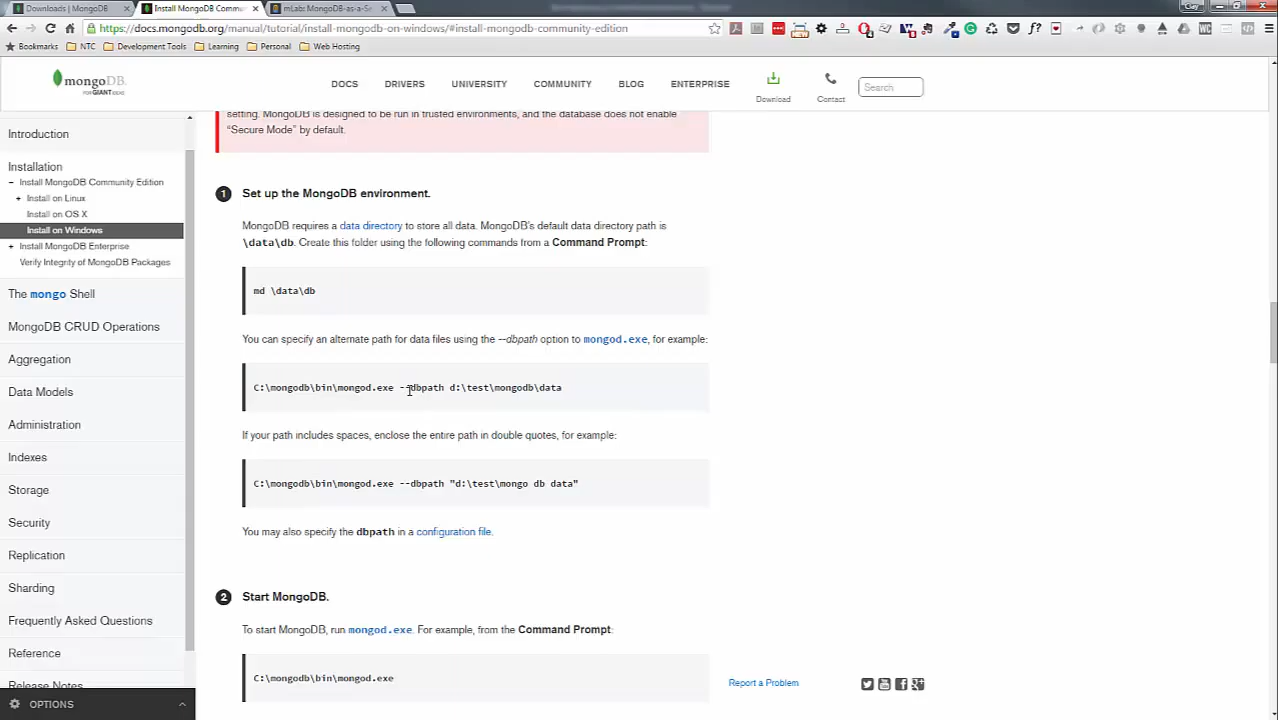 Downloads | MongoDB
Install MongoDB Commu
mLab: MongoDB-as-a-Se
Clay
https://docs.mongodb.org/manual/tutorial/install-mongodb-on-windows/#install-mongodb-community-edition
Bookmarks
NTC
Development Tools
Learning
Personal
Web Hosting
mongoDB.
FOR GIANT IDEAS
DOCS
DRIVERS
UNIVERSITY
COMMUNITY
BLOG
ENTERPRISE
Download
Contact
Search
Introduction
Installation
− Install MongoDB Community Edition
+ Install on Linux
Install on OS X
Install on Windows
+ Install MongoDB Enterprise
Verify Integrity of MongoDB Packages
The mongo Shell
MongoDB CRUD Operations
Aggregation
Data Models
Administration
Indexes
Storage
Security
Replication
Sharding
Frequently Asked Questions
Reference
Release Notes
OPTIONS
setting. MongoDB is designed to be run in trusted environments, and the database does not enable
“Secure Mode” by default.
1 Set up the MongoDB environment.
MongoDB requires a data directory to store all data. MongoDB's default data directory path is
\data\db. Create this folder using the following commands from a Command Prompt:
md \data\db
You can specify an alternate path for data files using the --dbpath option to mongod.exe, for example:
C:\mongodb\bin\mongod.exe --dbpath d:\test\mongodb\data
If your path includes spaces, enclose the entire path in double quotes, for example:
C:\mongodb\bin\mongod.exe --dbpath "d:\test\mongo db data"
You may also specify the dbpath in a configuration file.
2 Start MongoDB.
To start MongoDB, run mongod.exe. For example, from the Command Prompt:
C:\mongodb\bin\mongod.exe
Report a Problem